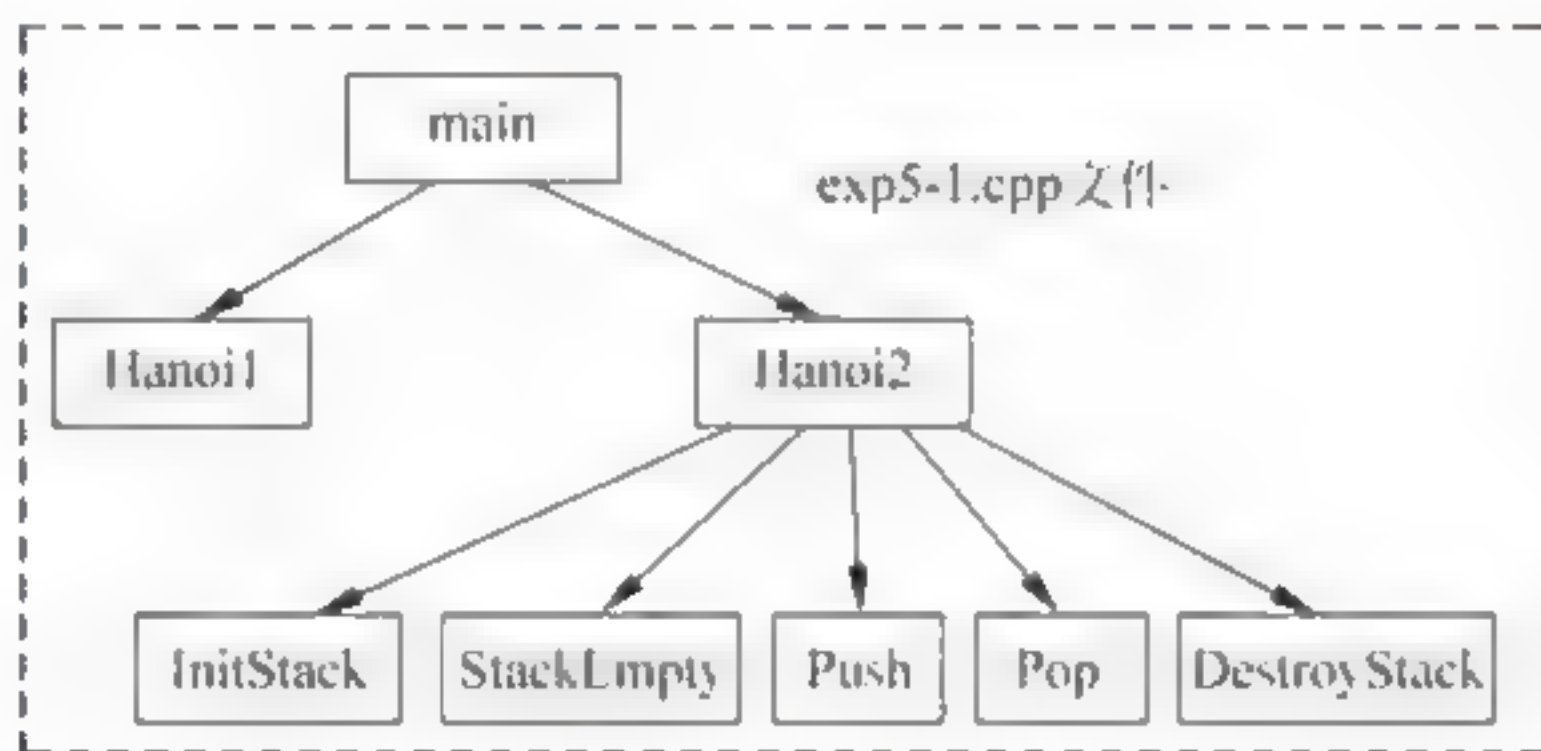 main
exp5-1.cpp 文件
Hanoi1
Hanoi2
InitStack
StackEmpty
Push
Pop
DestroyStack